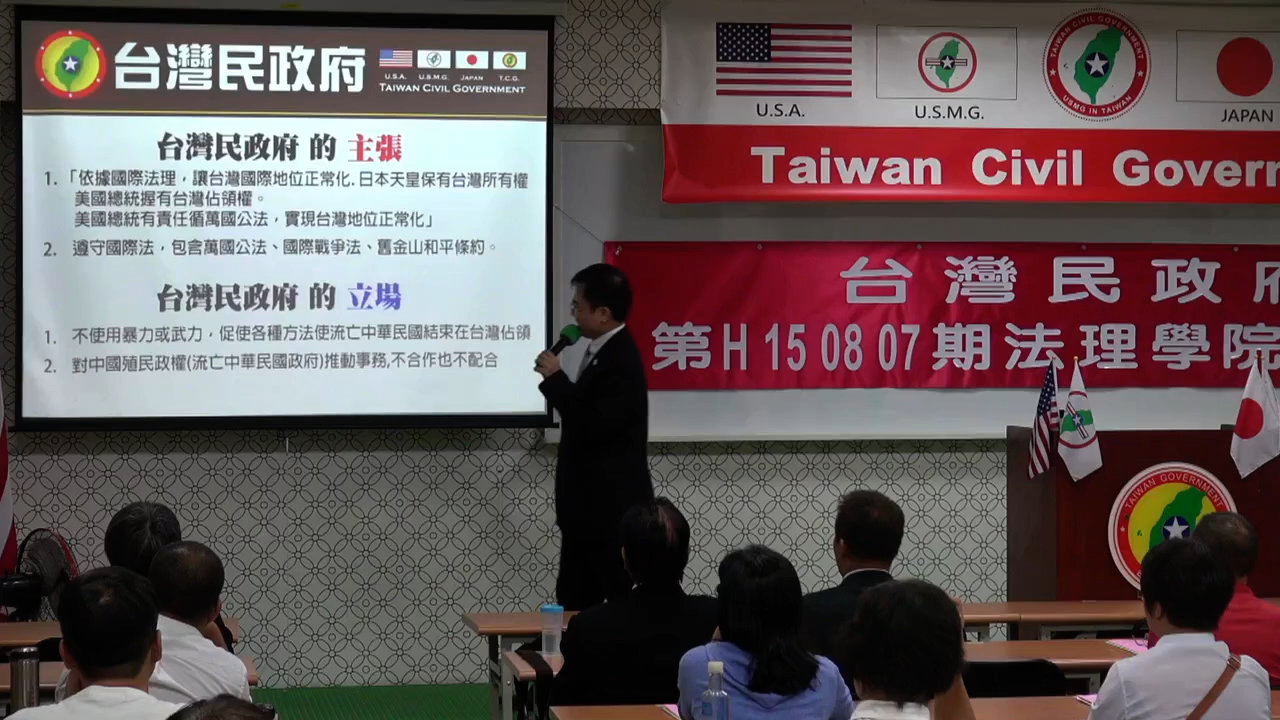 台灣民政府
U.S.A. U.S.M.G. JAPAN T.C.G.
TAIWAN CIVIL GOVERNMENT
台灣民政府 的 主張
1. 「依據國際法理，讓台灣國際地位正常化. 日本天皇保有台灣所有權
美國總統握有台灣佔領權。
美國總統有責任循萬國公法，實現台灣地位正常化」
2. 遵守國際法，包含萬國公法、國際戰爭法、舊金山和平條約。
台灣民政府 的 立場
1. 不使用暴力或武力，促使各種方法使流亡中華民國結束在台灣佔領
2. 對中國殖民政權(流亡中華民國政府)推動事務,不合作也不配合
U.S.A.
U.S.M.G.
TAIWAN CIVIL GOVERNMENT
USMG IN TAIWAN
JAPAN
Taiwan Civil Govern
台灣民政府
第H 15 08 07期法理學院
TAIWAN GOVERNMENT